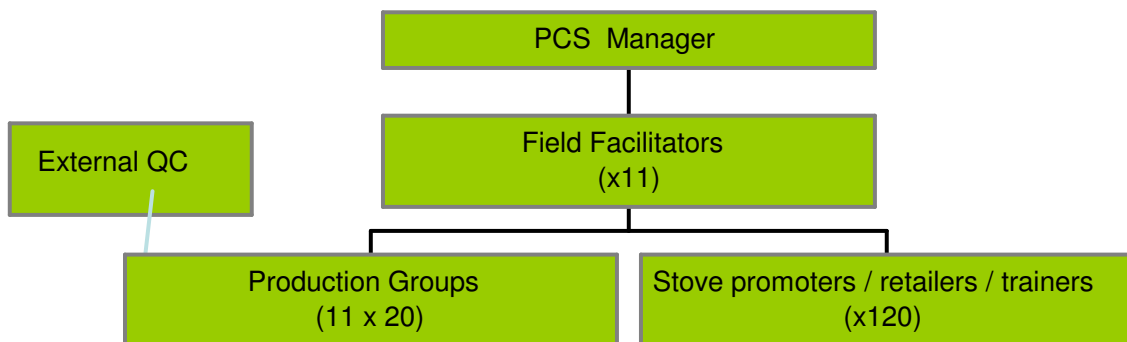 PCS  Manager
Field Facilitators
(x11)
External QC
Production Groups
(11 x 20)
Stove promoters / retailers / trainers
(x120)